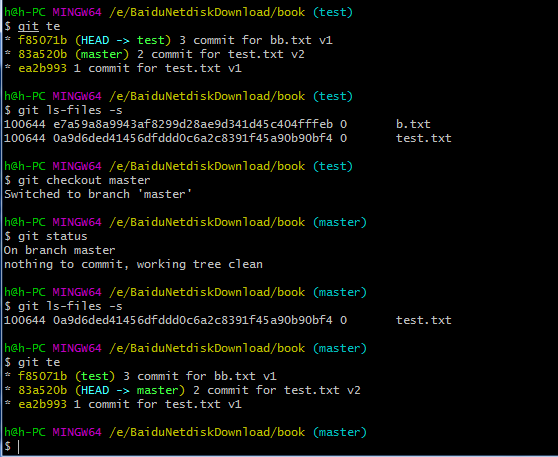 h@h-PC MINGW64 /e/BaiduNetdiskDownload/book (test)
$ git te
* f85071b (HEAD -> test) 3 commit for bb.txt v1
* 83a520b (master) 2 commit for test.txt v2
* ea2b993 1 commit for test.txt v1
h@h-PC MINGW64 /e/BaiduNetdiskDownload/book (test)
$ git ls-files -s
100644 e7a59a8a9943af8299d28ae9d341d45c404fffeb 0       b.txt
100644 0a9d6ded41456dfddd0c6a2c8391f45a90b90bf4 0       test.txt
h@h-PC MINGW64 /e/BaiduNetdiskDownload/book (test)
$ git checkout master
Switched to branch 'master'
h@h-PC MINGW64 /e/BaiduNetdiskDownload/book (master)
$ git status
On branch master
nothing to commit, working tree clean
h@h-PC MINGW64 /e/BaiduNetdiskDownload/book (master)
$ git ls-files -s
100644 0a9d6ded41456dfddd0c6a2c8391f45a90b90bf4 0       test.txt
h@h-PC MINGW64 /e/BaiduNetdiskDownload/book (master)
$ git te
* f85071b (test) 3 commit for bb.txt v1
* 83a520b (HEAD -> master) 2 commit for test.txt v2
* ea2b993 1 commit for test.txt v1
h@h-PC MINGW64 /e/BaiduNetdiskDownload/book (master)
$